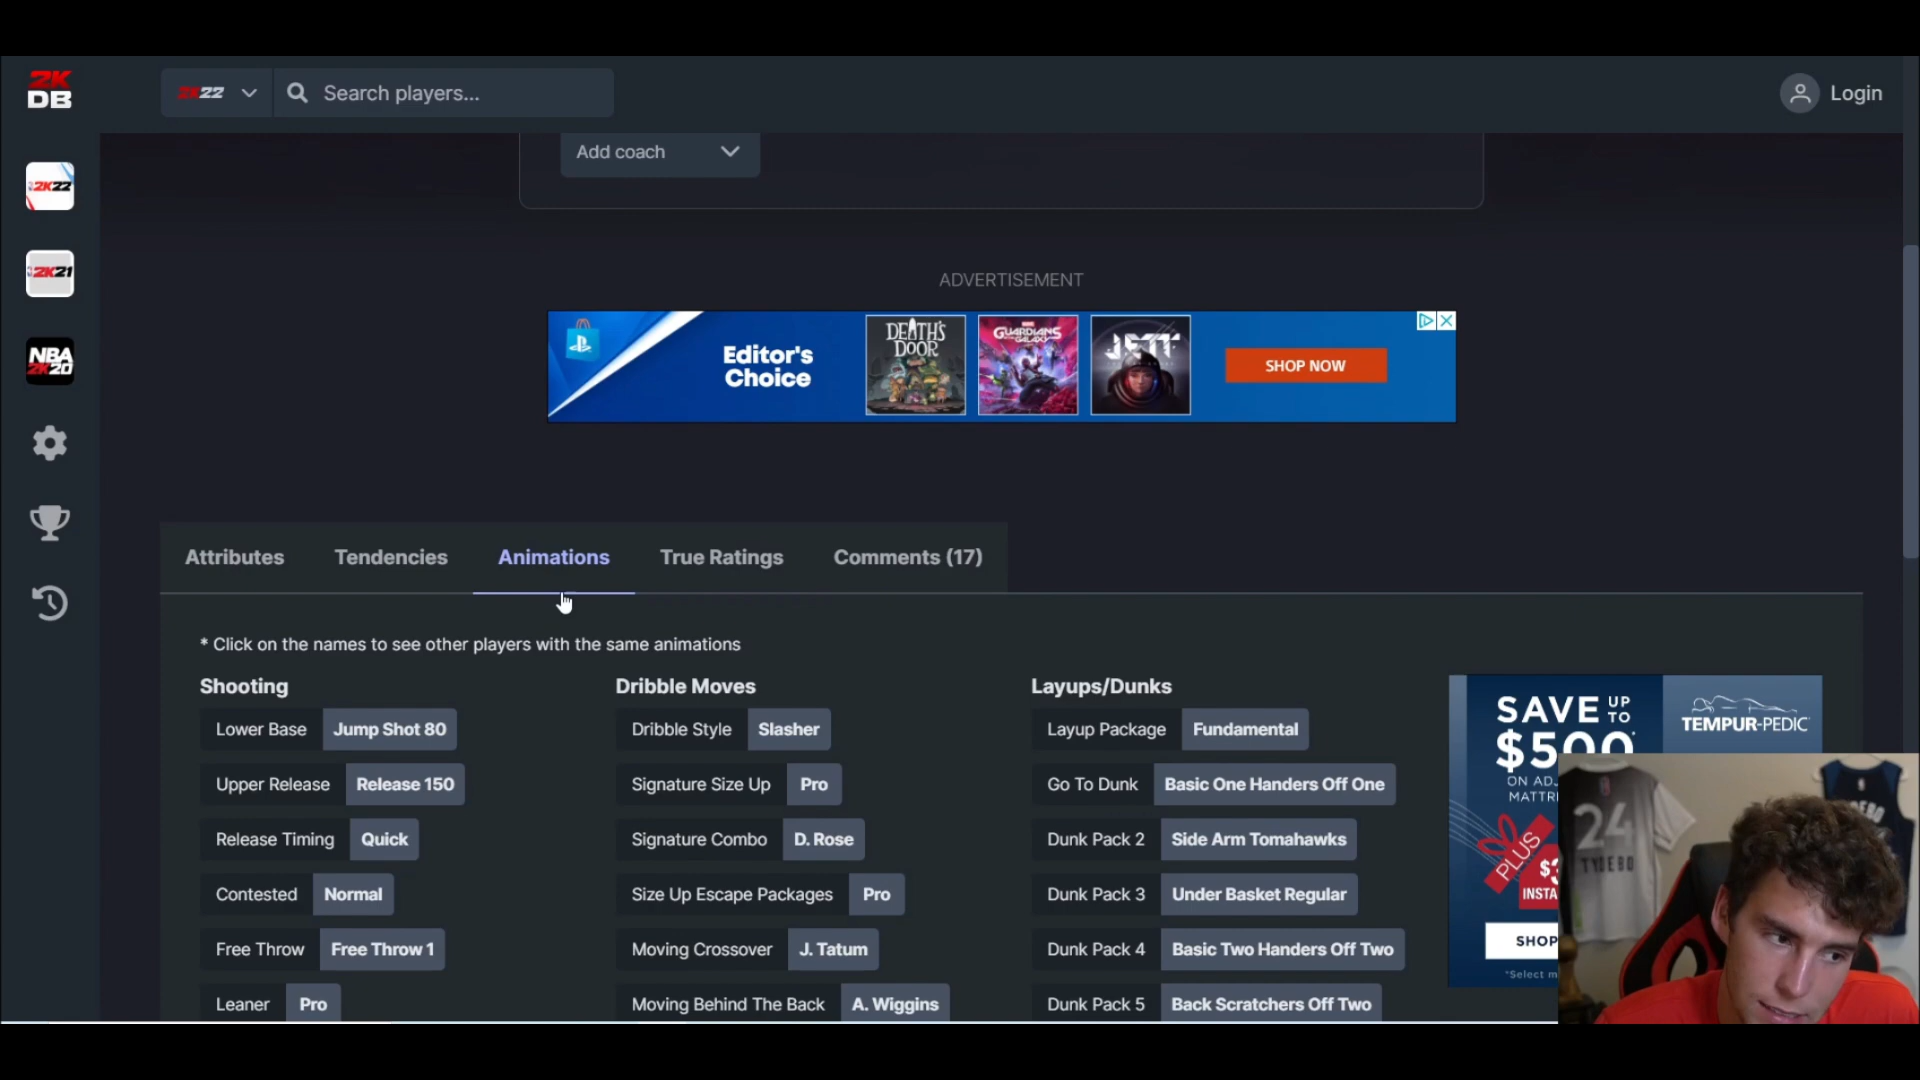 2K
DB
2K22
Search players...
Login
2K22
2K21
NBA
2K20
Add coach
ADVERTISEMENT
Editor's
Choice
DEATH'S
DOOR
MARVEL
GUARDIANS
GALAXY
JETT
SHOP NOW
Attributes
Tendencies
Animations
True Ratings
Comments (17)
* Click on the names to see other players with the same animations
Shooting
Lower Base Jump Shot 80
Upper Release Release 150
Release Timing Quick
Contested Normal
Free Throw Free Throw 1
Leaner Pro
Dribble Moves
Dribble Style Slasher
Signature Size Up Pro
Signature Combo D. Rose
Size Up Escape Packages Pro
Moving Crossover J. Tatum
Moving Behind The Back A. Wiggins
Layups/Dunks
Layup Package Fundamental
Go To Dunk Basic One Handers Off One
Dunk Pack 2 Side Arm Tomahawks
Dunk Pack 3 Under Basket Regular
Dunk Pack 4 Basic Two Handers Off Two
Dunk Pack 5 Back Scratchers Off Two
SAVE UP TO
$500
ON ADJ
MATTR
PLUS
$3
INSTA
SHOP
*Select m
TEMPUR-PEDIC
24
TYDEBO